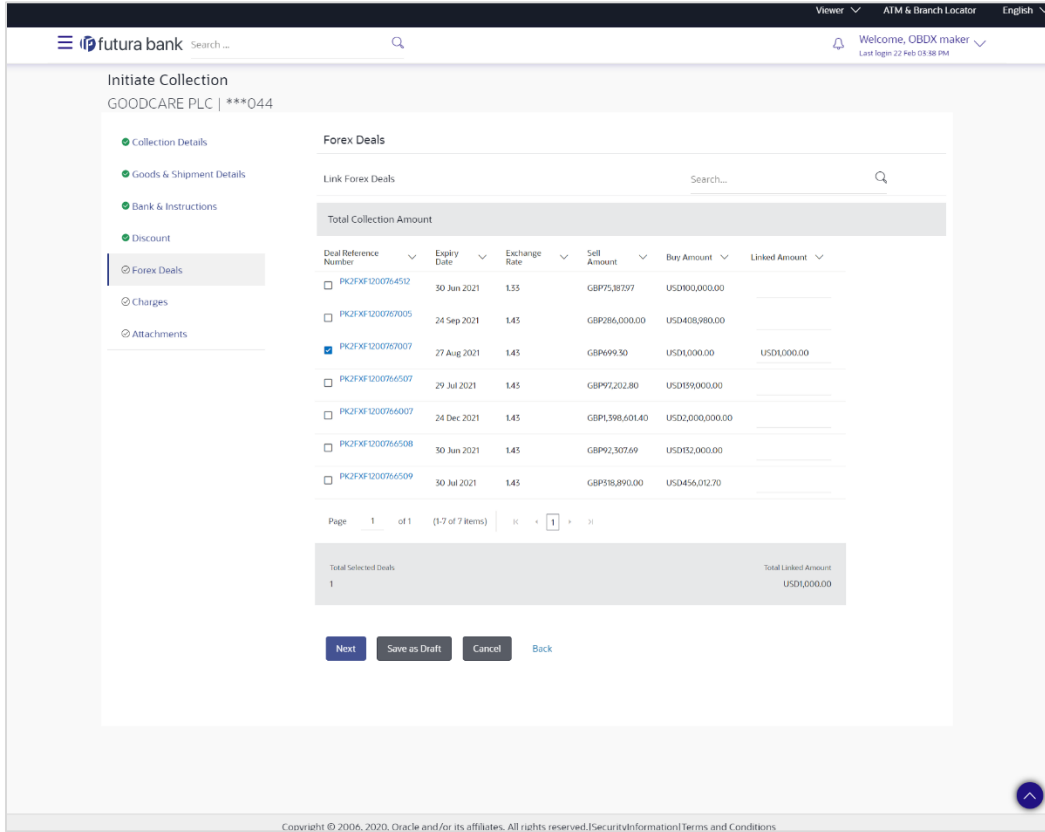 Viewer ATM & Branch Locator English
futura bank Search ... Welcome, OBDX maker
Last login 22 Feb 03:38 PM
Initiate Collection
GOODCARE PLC | ***044
Collection Details
Goods & Shipment Details
Bank & Instructions
Discount
Forex Deals
Charges
Attachments
Forex Deals
Link Forex Deals Search...
Total Collection Amount
Deal Reference Number Expiry Date Exchange Rate Sell Amount Buy Amount Linked Amount
PK2FXF1200764512 30 Jun 2021 1.33 GBP75,187.97 USD100,000.00
PK2FXF1200767005 24 Sep 2021 1.43 GBP286,000.00 USD408,980.00
PK2FXF1200767007 27 Aug 2021 1.43 GBP699.30 USD1,000.00 USD1,000.00
PK2FXF1200766507 29 Jul 2021 1.43 GBP97,202.80 USD139,000.00
PK2FXF1200766007 24 Dec 2021 1.43 GBP1,398,601.40 USD2,000,000.00
PK2FXF1200766508 30 Jun 2021 1.43 GBP92,307.69 USD132,000.00
PK2FXF1200766509 30 Jul 2021 1.43 GBP318,890.00 USD456,012.70
Page 1 of 1 (1-7 of 7 items) 1
Total Selected Deals Total Linked Amount
1 USD1,000.00
Next Save as Draft Cancel Back
Copyright © 2006, 2020, Oracle and/or its affiliates. All rights reserved.|SecurityInformation|Terms and Conditions